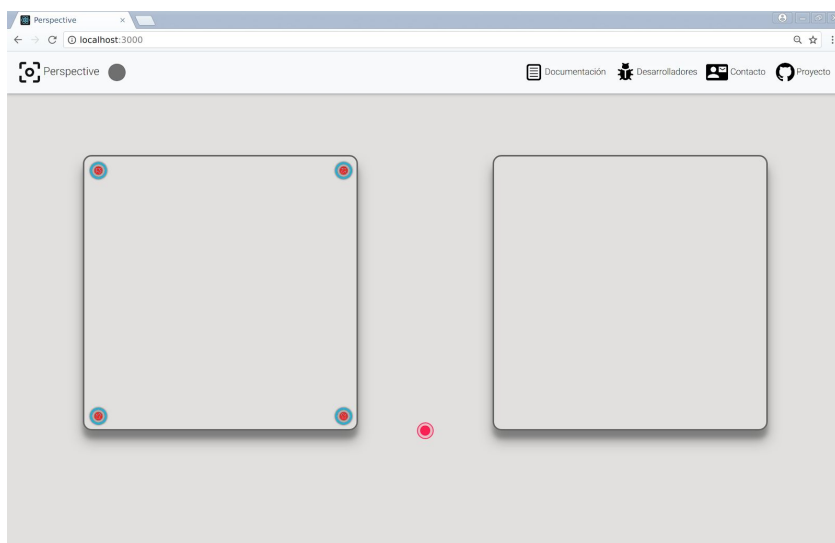 Perspective
localhost:3000
Perspective Documentación Desarrolladores Contacto Proyecto